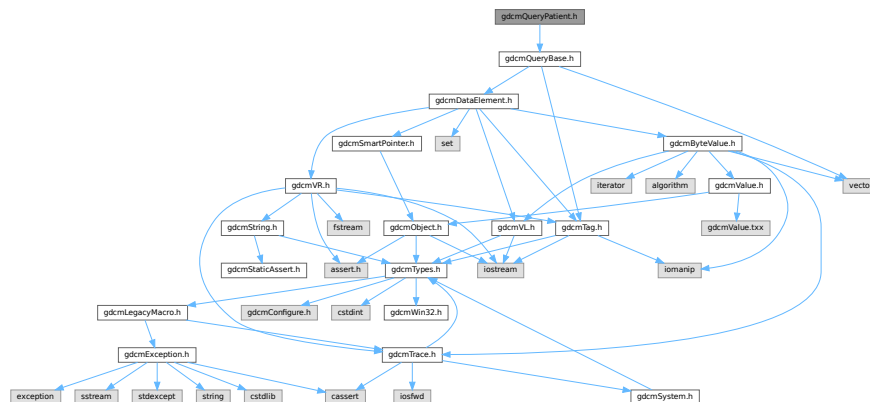 gdcmQueryPatient.h
gdcmQueryBase.h
gdcmDataElement.h
gdcmSmartPointer.h
set
gdcmByteValue.h
gdcmVR.h
iterator
algorithm
gdcmValue.h
vector
gdcmString.h
fstream
gdcmObject.h
gdcmVL.h
gdcmTag.h
gdcmValue.txx
gdcmStaticAssert.h
assert.h
gdcmTypes.h
iostream
iomanip
gdcmLegacyMacro.h
gdcmConfigure.h
cstdint
gdcmWin32.h
gdcmException.h
gdcmTrace.h
exception
sstream
stdexcept
string
cstdlib
cassert
iosfwd
gdcmSystem.h